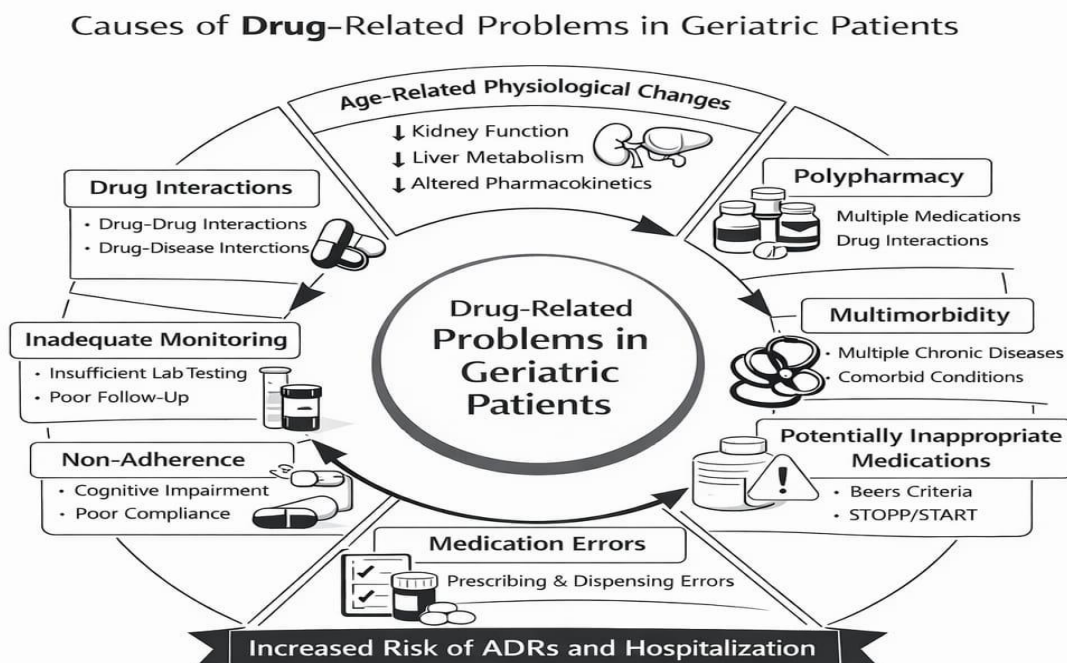 Causes of Drug-Related Problems in Geriatric Patients
Age-Related Physiological Changes
↓ Kidney Function
↓ Liver Metabolism
↓ Altered Pharmacokinetics
Polypharmacy
Multiple Medications
Drug Interactions
Multimorbidity
• Multiple Chronic Diseases
• Comorbid Conditions
Potentially Inappropriate
Medications
• Beers Criteria
• STOPP/START
Medication Errors
Prescribing & Dispensing Errors
Non-Adherence
• Cognitive Impairment
• Poor Compliance
Inadequate Monitoring
• Insufficient Lab Testing
• Poor Follow-Up
Drug Interactions
• Drug-Drug Interactions
• Drug-Disease Interctions
Drug-Related
Problems in
Geriatric
Patients
Increased Risk of ADRs and Hospitalization